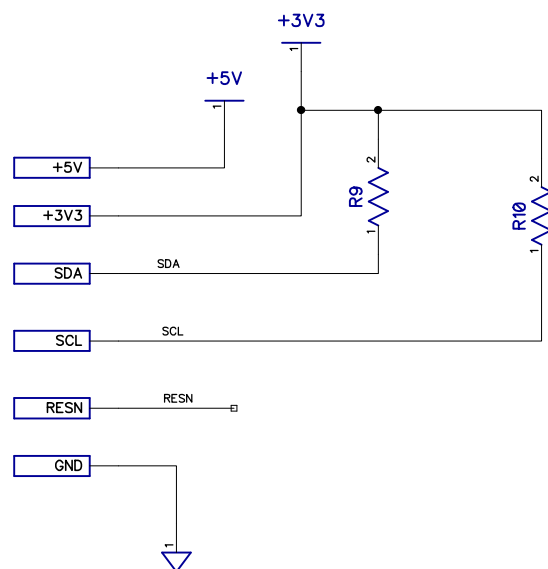 +3V3
1
+5V
1
2
2
+5V
R9
+3V3
R10
1
1
SDA
SDA
SCL
SCL
RESN
RESN
GND
1